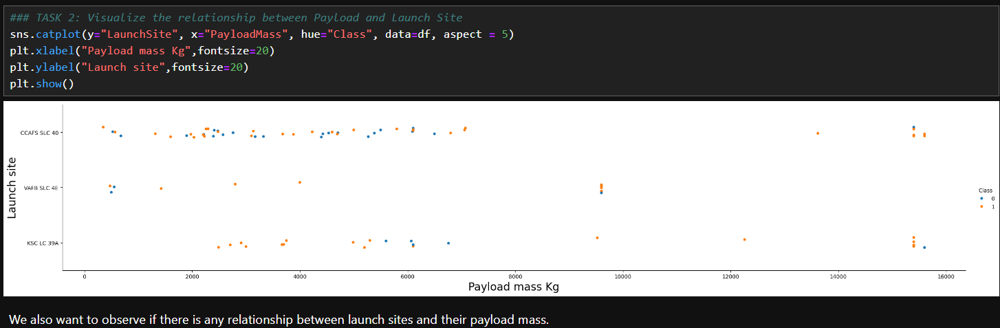 ### TASK 2: Visualize the relationship between Payload and Launch Site
sns.catplot(y="LaunchSite", x="PayloadMass", hue="Class", data=df, aspect = 5)
plt.xlabel("Payload mass Kg",fontsize=20)
plt.ylabel("Launch site",fontsize=20)
plt.show()
Launch site
CCAFS SLC 40
VAFB SLC 4E
KSC LC 39A
Class
0
1
0 2000 4000 6000 8000 10000 12000 14000 16000
Payload mass Kg
We also want to observe if there is any relationship between launch sites and their payload mass.